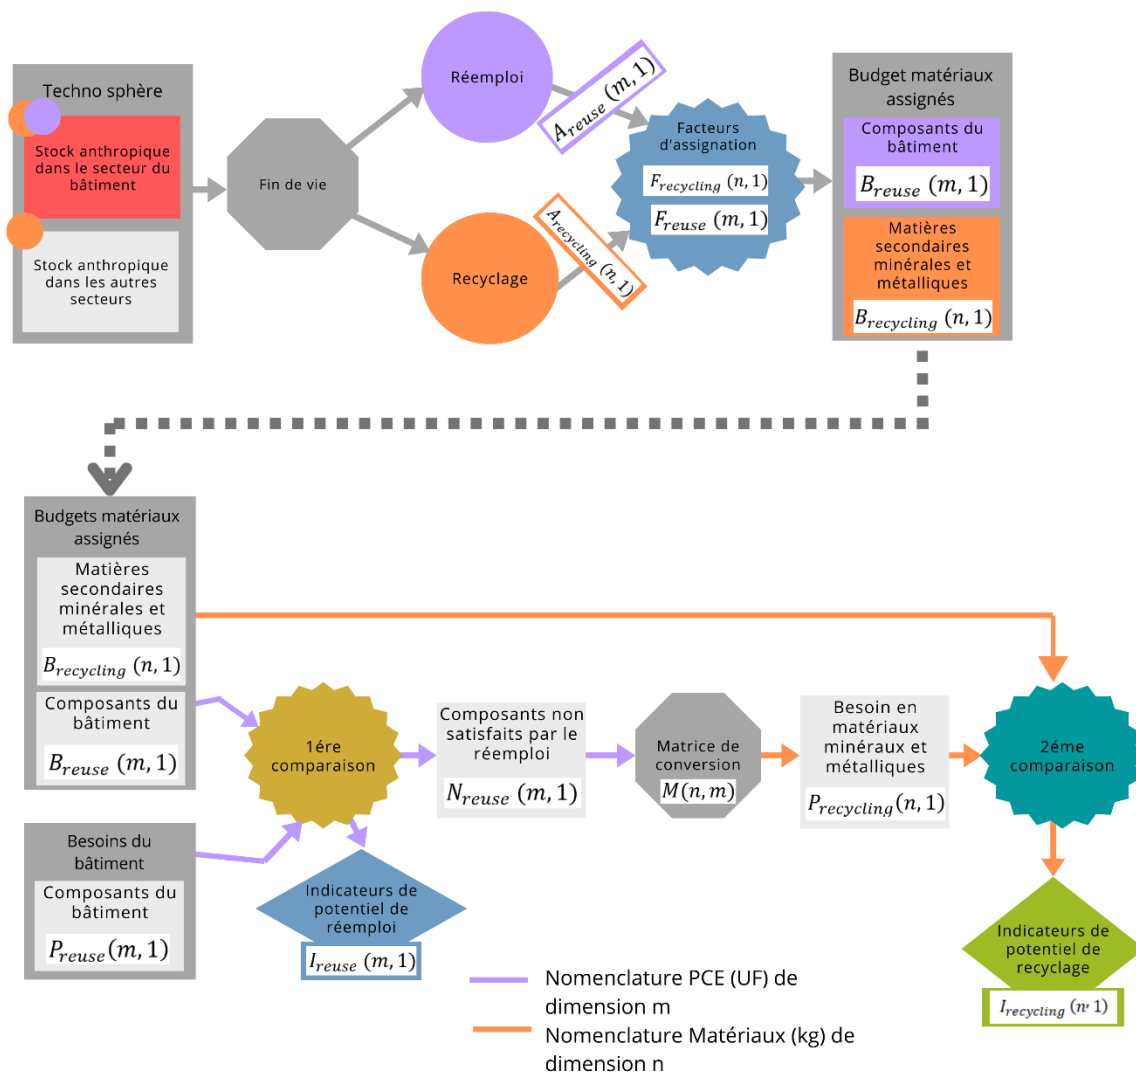 Techno sphère
Stock anthropique
dans le secteur du
bâtiment
Stock anthropique
dans les autres
secteurs
Fin de vie
Réemploi
Recyclage
A_reuse (m, 1)
A_recycling (n, 1)
Facteurs
d'assignation
F_recycling (n, 1)
F_reuse (m, 1)
Budget matériaux
assignés
Composants du
bâtiment
B_reuse (m, 1)
Matières
secondaires
minérales et
métalliques
B_recycling (n, 1)
Budgets matériaux
assignés
Matières
secondaires
minérales et
métalliques
B_recycling (n, 1)
Composants du
bâtiment
B_reuse (m, 1)
Besoins du
bâtiment
Composants du
bâtiment
P_reuse (m, 1)
1ére
comparaison
Indicateurs de
potentiel de
réemploi
I_reuse (m, 1)
Composants non
satisfaits par le
réemploi
N_reuse (m, 1)
Matrice de
conversion
M(n, m)
Besoin en
matériaux
minéraux et
métalliques
P_recycling(n, 1)
2éme
comparaison
Indicateurs de
potentiel de
recyclage
I_recycling (n, 1)
Nomenclature PCE (UF) de
dimension m
Nomenclature Matériaux (kg) de
dimension n